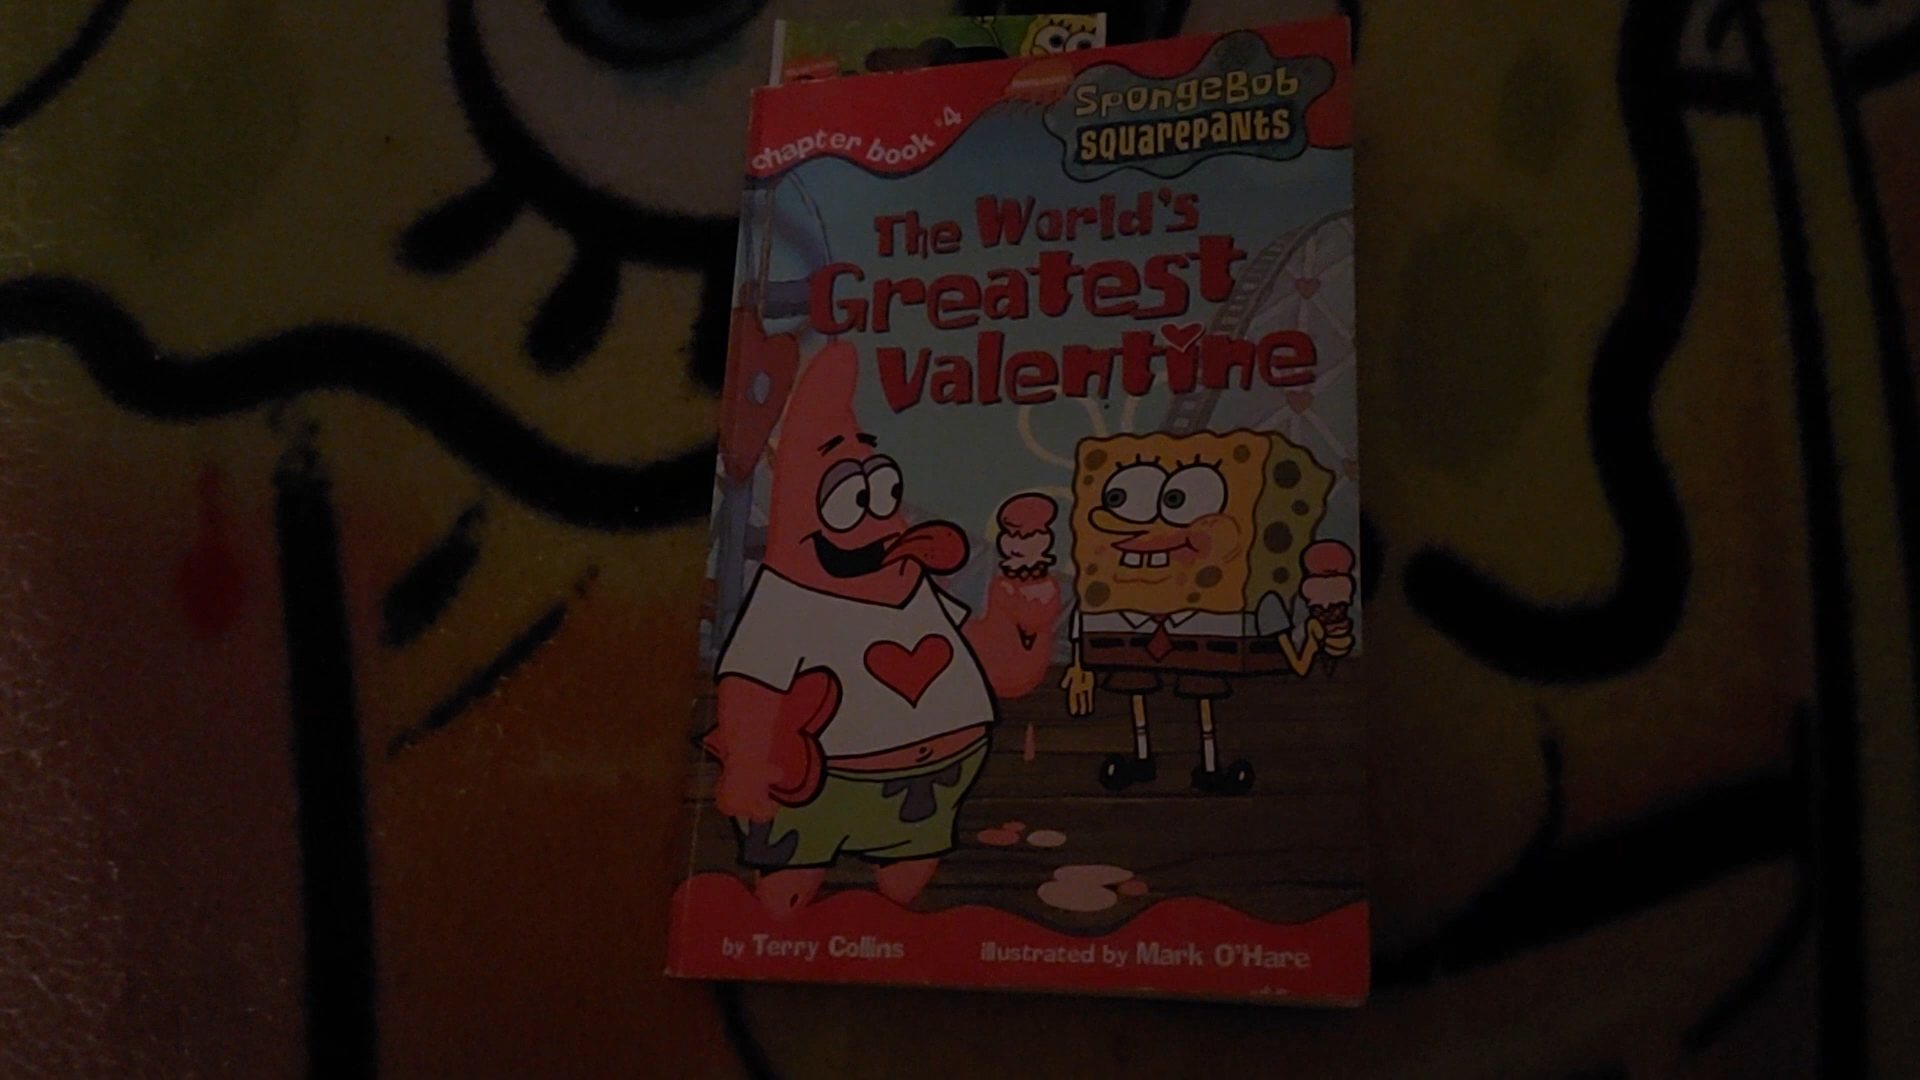 chapter book #4
SpongeBob
squarepants
The World's
Greatest
Valentine
by Terry Collins
illustrated by Mark O'Hare